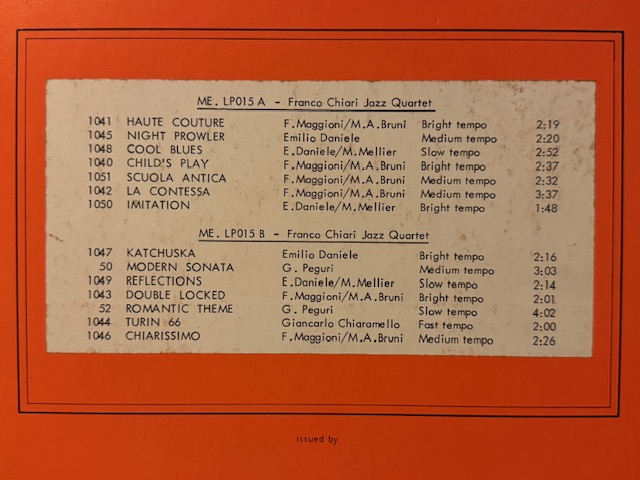 ME. LP015 A - Franco Chiari Jazz Quartet
1041 HAUTE COUTURE F.Maggioni/M.A.Bruni Bright tempo 2:19
1045 NIGHT PROWLER Emilio Daniele Medium tempo 2:20
1048 COOL BLUES E.Daniele/M.Mellier Slow tempo 2:52
1040 CHILD'S PLAY F.Maggioni/M.A.Bruni Bright tempo 2:37
1051 SCUOLA ANTICA F.Maggioni/M.A.Bruni Medium tempo 2:32
1042 LA CONTESSA F.Maggioni/M.A.Bruni Medium tempo 3:37
1050 IMITATION E.Daniele/M.Mellier Bright tempo 1:48
ME. LP015 B - Franco Chiari Jazz Quartet
1047 KATCHUSKA Emilio Daniele Bright tempo 2:16
50 MODERN SONATA G. Peguri Medium tempo 3:03
1049 REFLECTIONS E.Daniele/M.Mellier Slow tempo 2:14
1043 DOUBLE LOCKED F.Maggioni/M.A.Bruni Bright tempo 2:01
52 ROMANTIC THEME G. Peguri Slow tempo 4:02
1044 TURIN 66 Giancarlo Chiaramello Fast tempo 2:00
1046 CHIARISSIMO F.Maggioni/M.A.Bruni Medium tempo 2:26
issued by